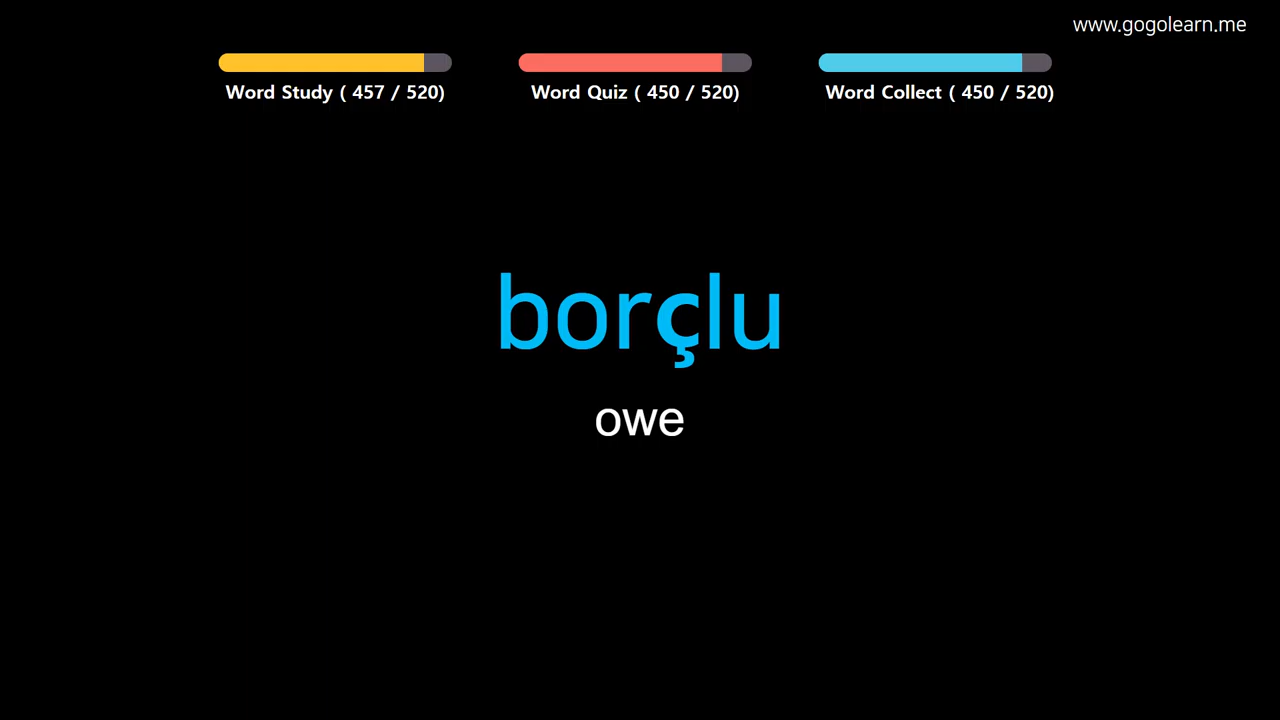 www.gogolearn.me
Word Study ( 457 / 520)
Word Quiz ( 450 / 520)
Word Collect ( 450 / 520)
borçlu
owe